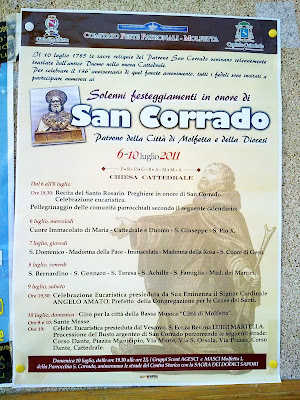 COMITATO FESTE PATRONALI - MOLFETTA
Capitolo Cattedrale
Il 10 luglio 1785 le sacre reliquie del Patrono San Corrado venivano solennemente
traslate dall'antico Duomo nella nuova Cattedrale.
Per celebrare il 226° anniversario di quel fausto avvenimento, tutti i fedeli sono invitati a
partecipare numerosi ai
Solenni festeggiamenti in onore di
San Corrado
Patrono della Città di Molfetta e della Diocesi
6-10 luglio 2011
PROGRAMMA
CHIESA CATTEDRALE
Dal 6 all'8 luglio
Ore 18,30: Recita del Santo Rosario. Preghiere in onore di San Corrado.
Celebrazione eucaristica.
Pellegrinaggio delle comunità parrocchiali secondo il seguente calendario:
6 luglio, mercoledì
Cuore Immacolato di Maria - Cattedrale e Duomo - S. Giuseppe - S. Pio X.
7 luglio, giovedì
S. Domenico - Madonna della Pace - Immacolata - Madonna della Rosa - S. Cuore di Gesù
8 luglio, venerdì
S. Bernardino - S. Gennaro - S. Teresa - S. Achille - S. Famiglia - Mad. dei Martiri
9 luglio, sabato
Ore 19,30: Celebrazione Eucaristica presieduta da Sua Eminenza il Signor Cardinale
ANGELO AMATO, Prefetto della Congregazione per le Cause dei Santi.
10 luglio, domenica - Giro per la città della Bassa Musica "Città di Molfetta"
Ore 8 e 10: Sante Messe
Ore 19: Celebr. Eucaristica presieduta dal Vescovo, S. Ecc.za Rev.ma LUIGI MARTELLA.
Processione del Busto argenteo di San Corrado percorrendo le seguenti strade:
Corso Dante, Piazza Municipio, Via Morte, Via S. Orsola, Via Piazza, Corso
Dante, Cattedrale.
Domenica 10 luglio, dalle ore 19.30 alle 23, i Gruppi Scout AGESCI e MASCI Molfetta 1,
della Parrocchia S. Corrado, animeranno le strade del Centro Storico con la SAGRA DEI DODICI SAPORI